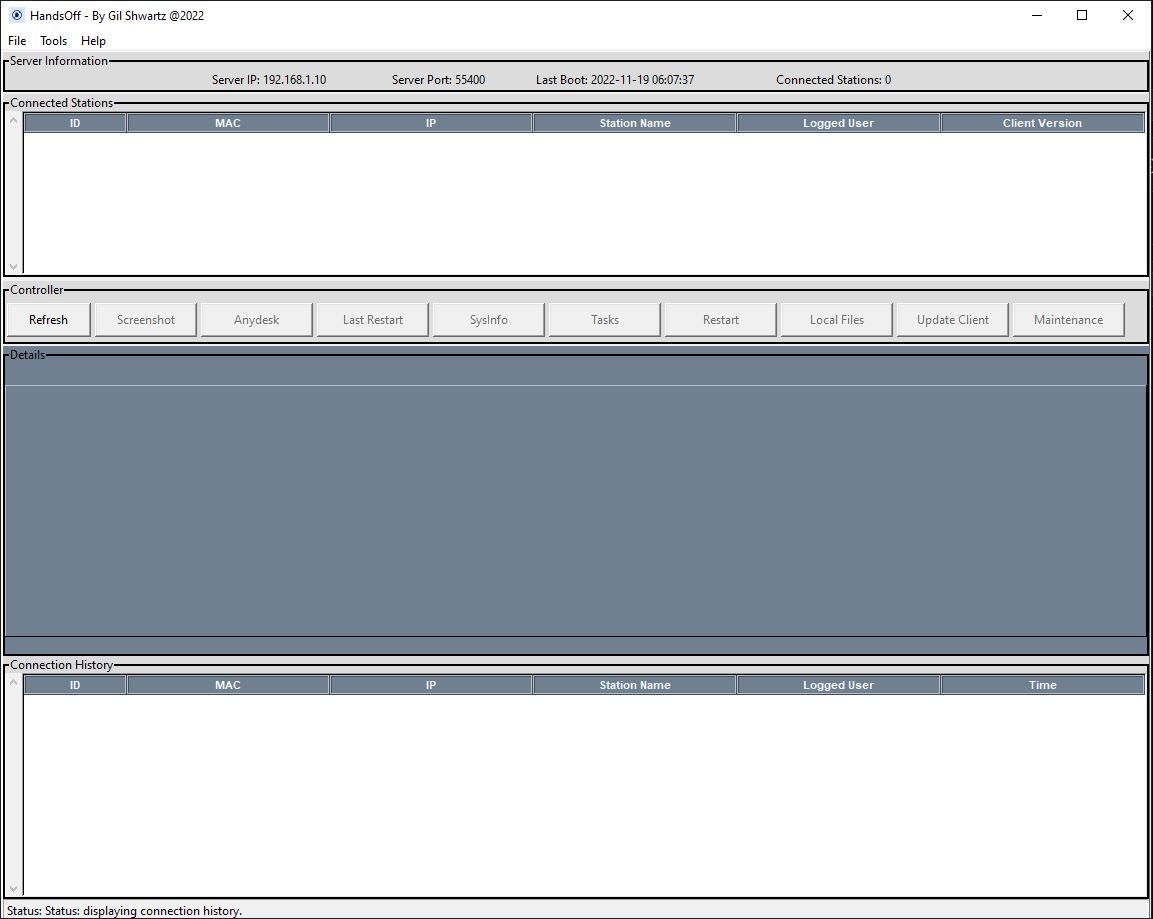 HandsOff - By Gil Shwartz @2022
File Tools Help
Server Information
Server IP: 192.168.1.10 Server Port: 55400 Last Boot: 2022-11-19 06:07:37 Connected Stations: 0
Connected Stations
ID MAC IP Station Name Logged User Client Version
Controller
Refresh Screenshot Anydesk Last Restart SysInfo Tasks Restart Local Files Update Client Maintenance
Details
Connection History
ID MAC IP Station Name Logged User Time
Status: Status: displaying connection history.